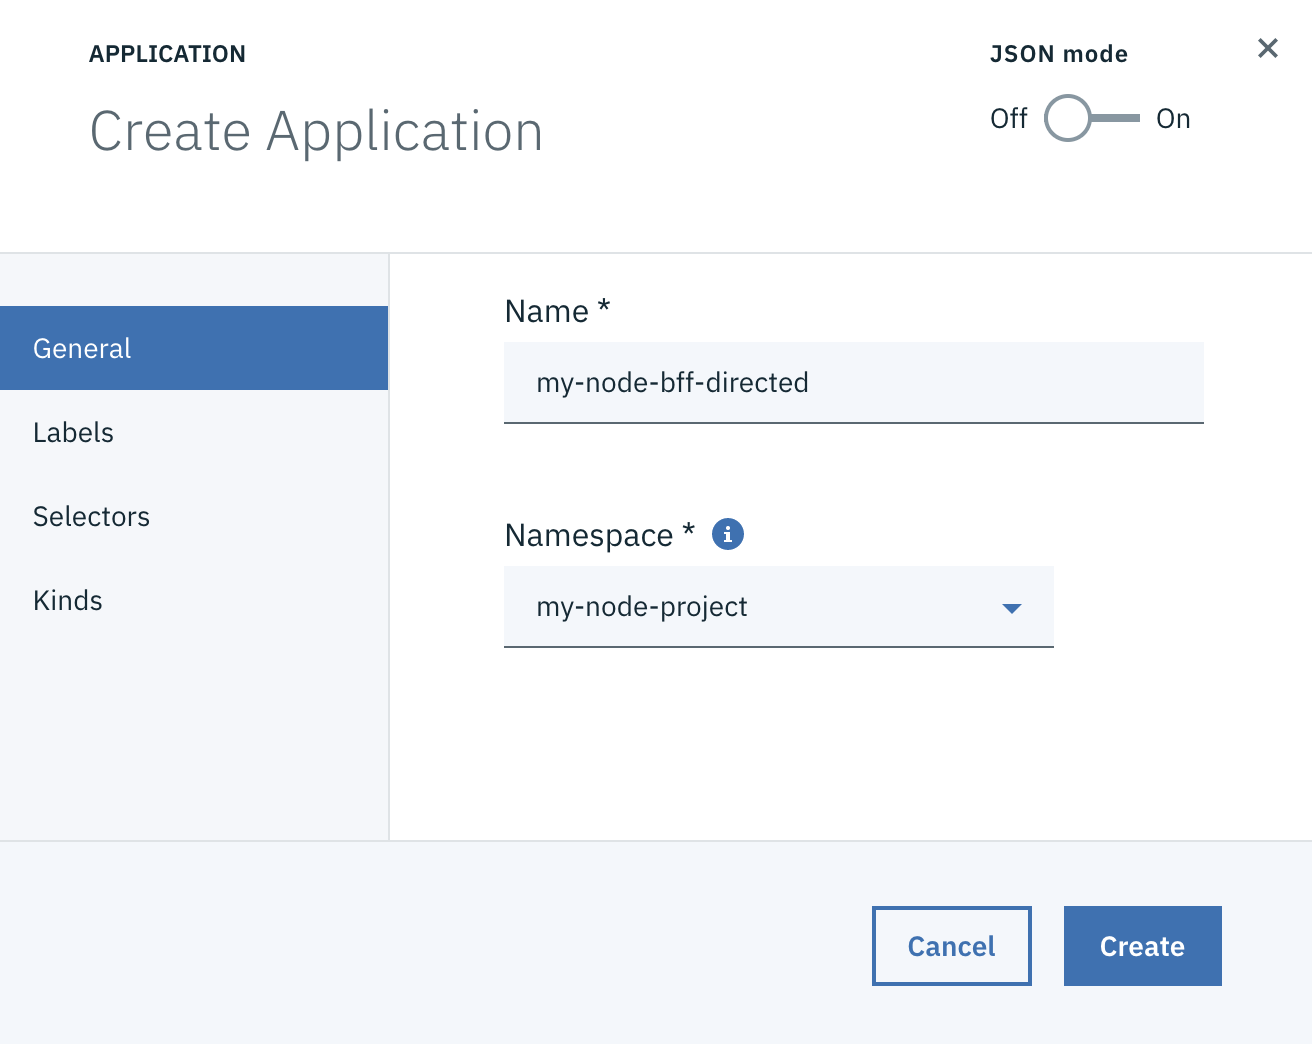 APPLICATION
Create Application
JSON mode
Off On
General
Labels
Selectors
Kinds
Name *
my-node-bff-directed
Namespace *
my-node-project
Cancel
Create